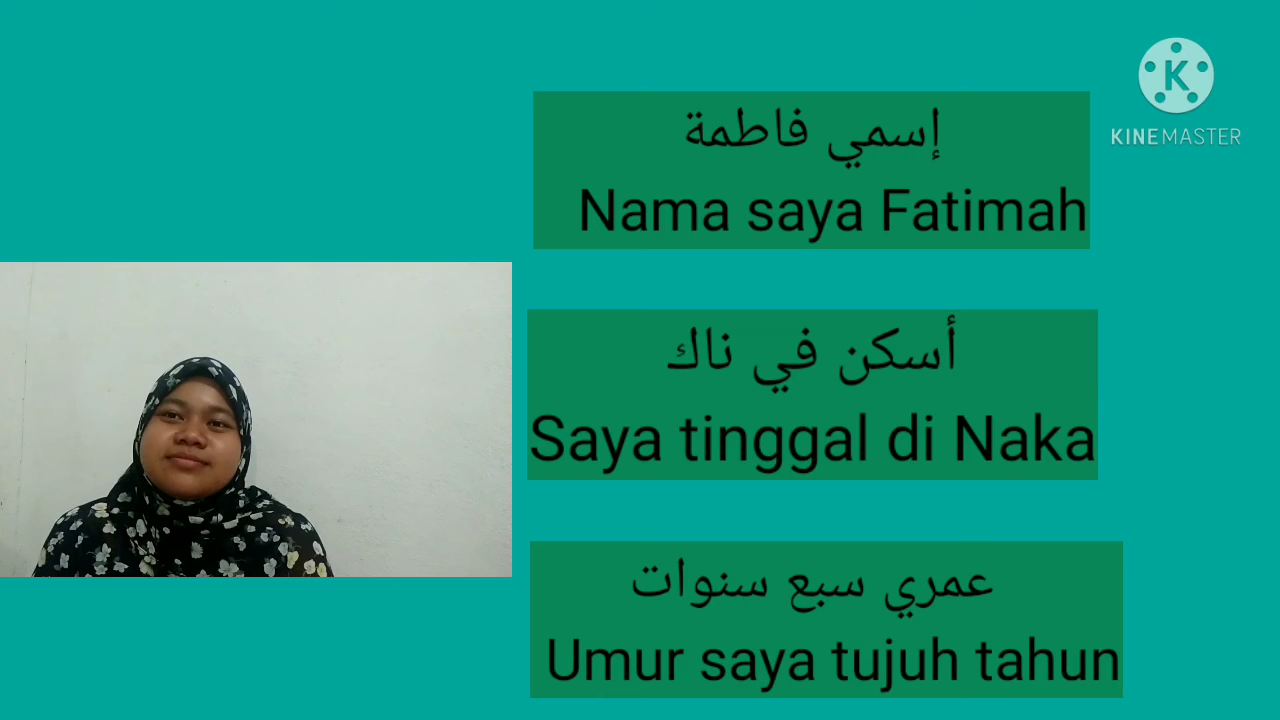 إسمي فاطمة
Nama saya Fatimah
أسكن في ناك
Saya tinggal di Naka
عمري سبع سنوات
Umur saya tujuh tahun
K
KINEMASTER